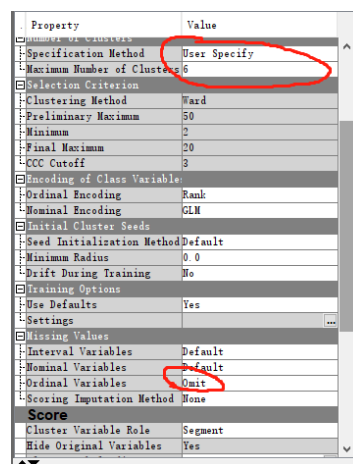 . Property Value
Number of Clusters
Specification Method User Specify
Maximum Number of Clusters 6
Selection Criterion
Clustering Method Ward
Preliminary Maximum 50
Minimum 2
Final Maximum 20
CCC Cutoff 3
Encoding of Class Variable
Ordinal Encoding Rank
Nominal Encoding GLM
Initial Cluster Seeds
Seed Initialization Method Default
Minimum Radius 0.0
Drift During Training No
Training Options
Use Defaults Yes
Settings ...
Missing Values
Interval Variables Default
Nominal Variables Default
Ordinal Variables Omit
Scoring Imputation Method None
Score
Cluster Variable Role Segment
Hide Original Variables Yes